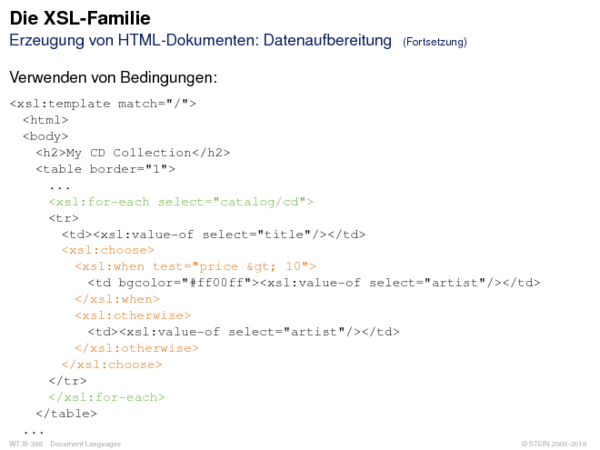 Die XSL-Familie
Erzeugung von HTML-Dokumenten: Datenaufbereitung (Fortsetzung)
Verwenden von Bedingungen:
<xsl:template match="/">
<html>
<body>
<h2>My CD Collection</h2>
<table border="1">
...
<xsl:for-each select="catalog/cd">
<tr>
<td><xsl:value-of select="title"/></td>
<xsl:choose>
<xsl:when test="price &gt; 10">
<td bgcolor="#ff00ff"><xsl:value-of select="artist"/></td>
</xsl:when>
<xsl:otherwise>
<td><xsl:value-of select="artist"/></td>
</xsl:otherwise>
</xsl:choose>
</tr>
</xsl:for-each>
</table>
...
WT:III-388 Document Languages © STEIN 2005-2018